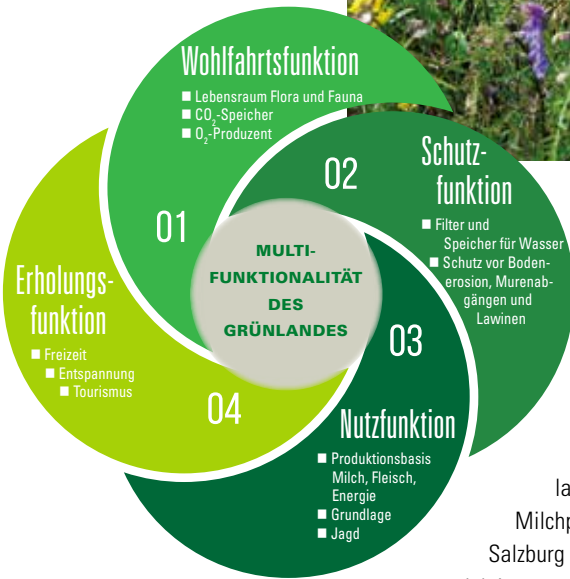 Wohlfahrtsfunktion
■ Lebensraum Flora und Fauna
■ CO₂-Speicher
■ O₂-Produzent
01
02
Schutz-
funktion
■ Filter und
Speicher für Wasser
■ Schutz vor Boden-
erosion, Murenab-
gängen und
Lawinen
MULTI-
FUNKTIONALITÄT
DES
GRÜNLANDES
03
Nutzfunktion
■ Produktionsbasis
Milch, Fleisch,
Energie
■ Grundlage
■ Jagd
04
Erholungs-
funktion
■ Freizeit
■ Entspannung
■ Tourismus
la
Milchp
Salzburg